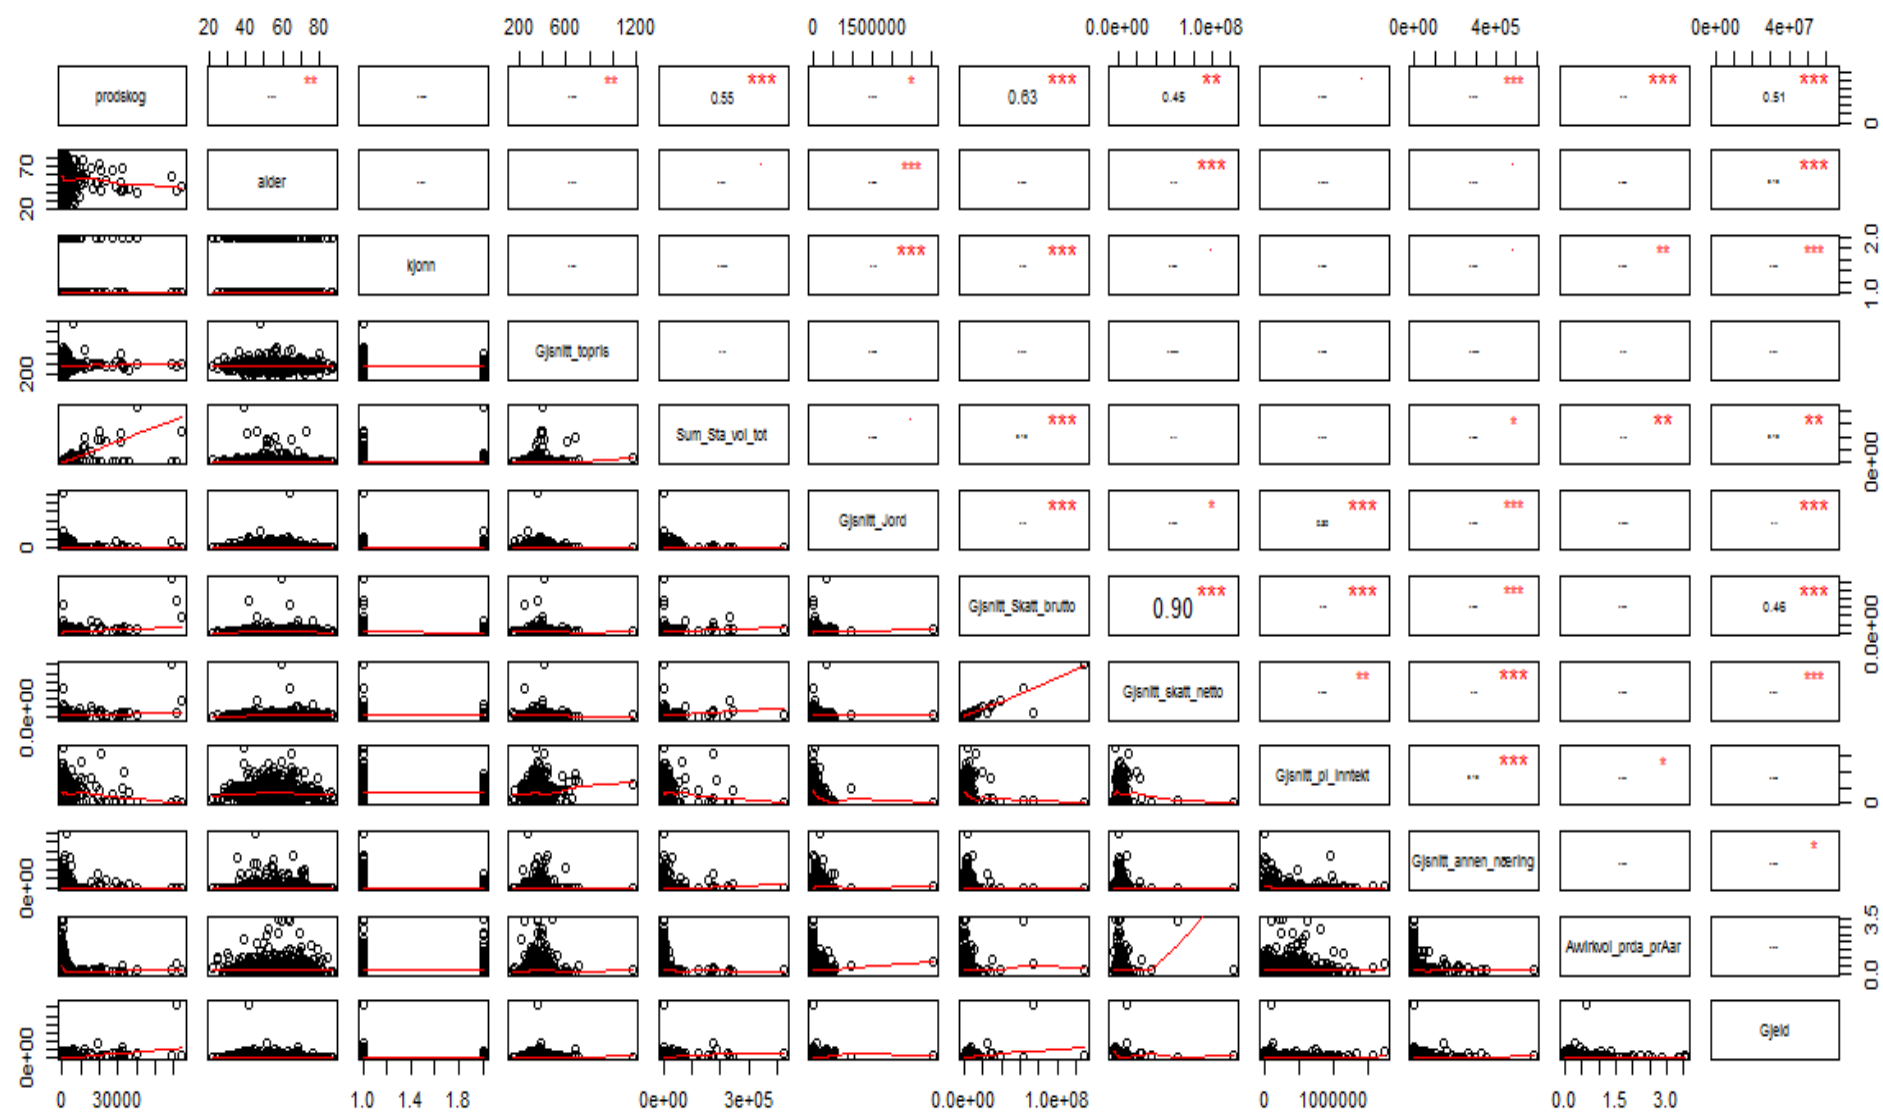 20 40 60 80 200 600 1200 0 1500000 0.0e+00 1.0e+08 0e+00 4e+05 0e+00 4e+07
prodskog ** ** 0.55 *** * 0.63 *** 0.45 ** . *** *** 0.51 *** 0
20 70 alder . *** *** . ***
kjonn *** *** . . ** *** 1.0 2.0
200 Gjsnitt_topris
Sum_Sta_vol_tot . *** * ** ** 0e+00
0 Gjsnitt_Jord *** * *** *** ***
Gjsnitt_Skatt_brutto 0.90 *** *** *** 0.46 *** 0.0e+00
0.0e+00 Gjsnitt_skatt_netto ** *** ***
Gjsnitt_pi_inntekt *** * 0
0e+00 Gjsnitt_annen_næring *
Avvirkvol_prda_prAar 0.0 3.5
0e+00 Gjeld
0 30000 1.0 1.4 1.8 0e+00 3e+05 0.0e+00 1.0e+08 0 1000000 0.0 1.5 3.0